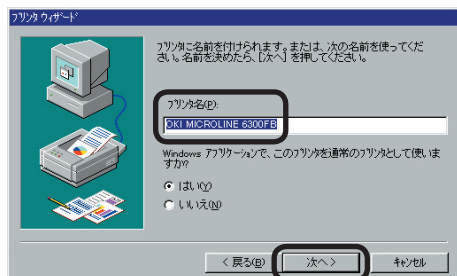 プリンタ ウィザード
プリンタに名前を付けられます。または、次の名前を使ってくだ
さい。名前を決めたら、[次へ] を押してください。
プリンタ名(P):
OKI MICROLINE 6300FB
Windows アプリケーションで、このプリンタを通常のプリンタとして使いま
すか?
はい(Y)
いいえ(N)
< 戻る(B)
次へ >
キャンセル